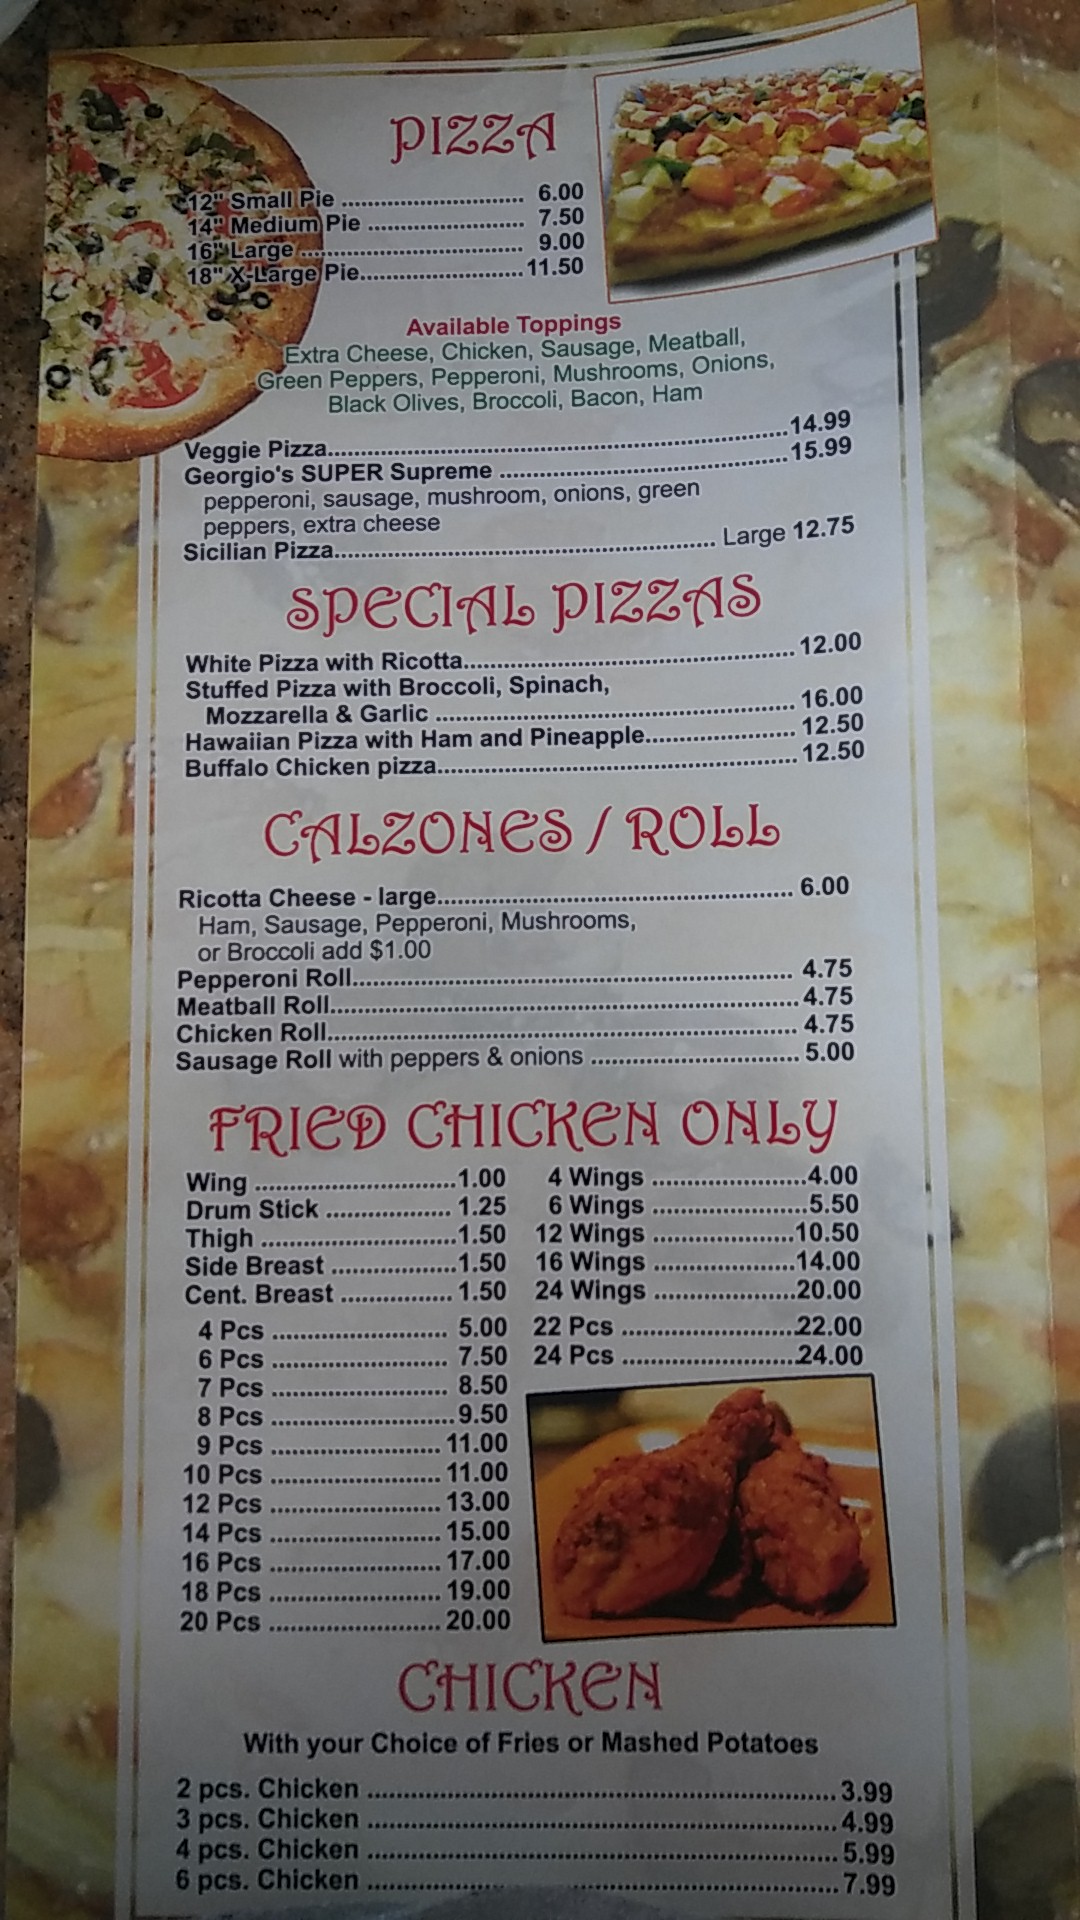 PIZZA
12" Small Pie ............................ 6.00
14" Medium Pie ........................ 7.50
16" Large .................................. 9.00
18" X-Large Pie......................... 11.50
Available Toppings
Extra Cheese, Chicken, Sausage, Meatball,
Green Peppers, Pepperoni, Mushrooms, Onions,
Black Olives, Broccoli, Bacon, Ham
Veggie Pizza.................................................................14.99
Georgio's SUPER Supreme ........................................ 15.99
pepperoni, sausage, mushroom, onions, green
peppers, extra cheese
Sicilian Pizza..................................................... Large 12.75
SPECIAL PIZZAS
White Pizza with Ricotta.............................................. 12.00
Stuffed Pizza with Broccoli, Spinach,
Mozzarella & Garlic .................................................. 16.00
Hawaiian Pizza with Ham and Pineapple..................... 12.50
Buffalo Chicken pizza.................................................. 12.50
CALZONES / ROLL
Ricotta Cheese - large.................................................. 6.00
Ham, Sausage, Pepperoni, Mushrooms,
or Broccoli add $1.00
Pepperoni Roll.............................................................. 4.75
Meatball Roll................................................................. 4.75
Chicken Roll.................................................................. 4.75
Sausage Roll with peppers & onions ............................. 5.00
FRIED CHICKEN ONLY
Wing .............................1.00 4 Wings ......................4.00
Drum Stick .................. 1.25 6 Wings ......................5.50
Thigh ............................1.50 12 Wings ....................10.50
Side Breast ..................1.50 16 Wings ....................14.00
Cent. Breast ................ 1.50 24 Wings ....................20.00
4 Pcs ......................... 5.00 22 Pcs .........................22.00
6 Pcs ......................... 7.50 24 Pcs .........................24.00
7 Pcs ......................... 8.50
8 Pcs ..........................9.50
9 Pcs ........................ 11.00
10 Pcs ........................ 11.00
12 Pcs ........................ 13.00
14 Pcs ........................ 15.00
16 Pcs ........................ 17.00
18 Pcs ........................ 19.00
20 Pcs ........................ 20.00
CHICKEN
With your Choice of Fries or Mashed Potatoes
2 pcs. Chicken .................................................................. 3.99
3 pcs. Chicken .................................................................. 4.99
4 pcs. Chicken .................................................................. 5.99
6 pcs. Chicken .................................................................. 7.99